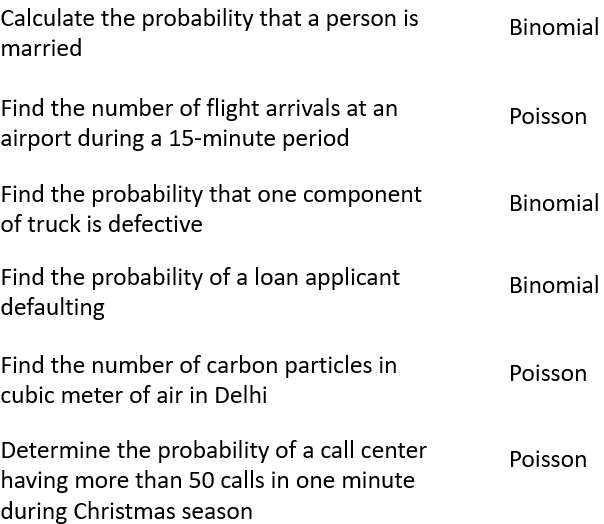 Calculate the probability that a person is
married
Binomial
Find the number of flight arrivals at an
airport during a 15-minute period
Poisson
Find the probability that one component
of truck is defective
Binomial
Find the probability of a loan applicant
defaulting
Binomial
Find the number of carbon particles in
cubic meter of air in Delhi
Poisson
Determine the probability of a call center
having more than 50 calls in one minute
during Christmas season
Poisson